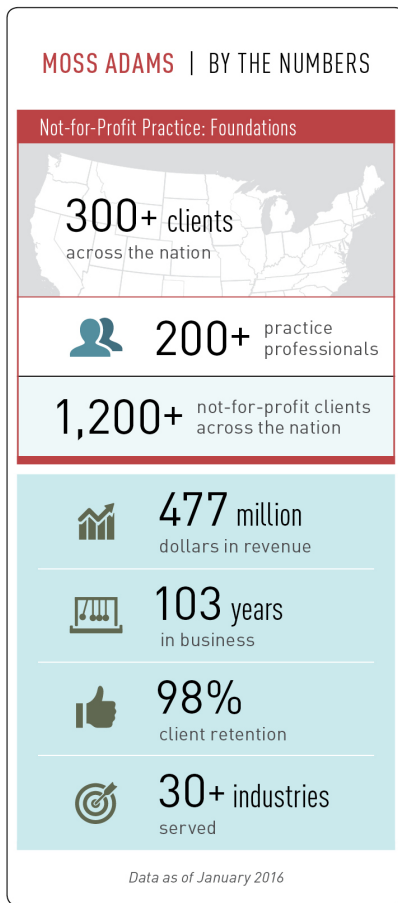 MOSS ADAMS | BY THE NUMBERS
Not-for-Profit Practice: Foundations
300+ clients
across the nation
200+ practice
professionals
1,200+ not-for-profit clients
across the nation
477 million
dollars in revenue
103 years
in business
98%
client retention
30+ industries
served
Data as of January 2016